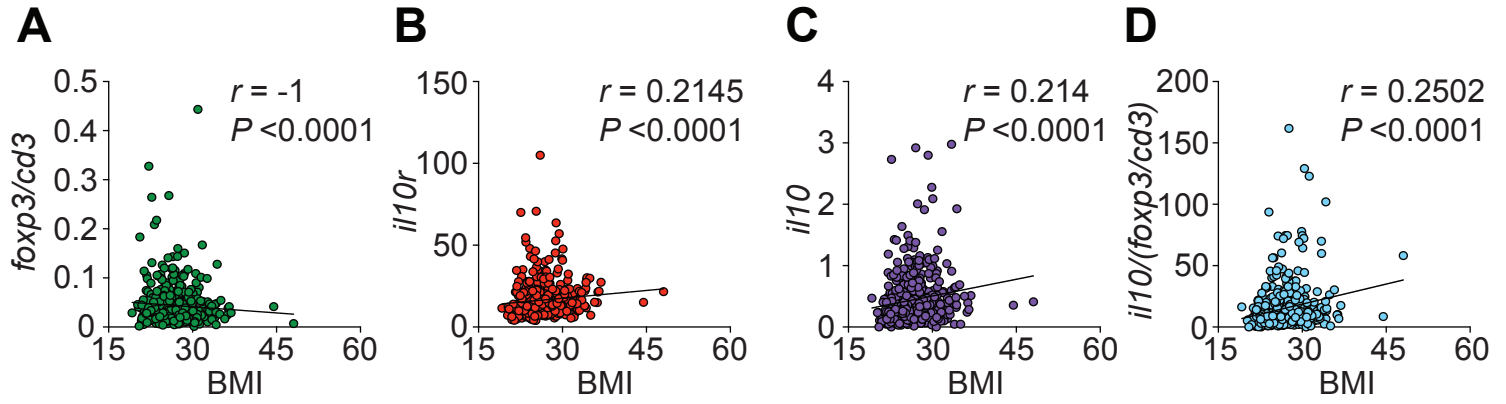 A
foxp3/cd3
0.5
0.4
0.3
0.2
0.1
0
r = -1
P <0.0001
15 30 45 60
BMI
B
il10r
150
100
50
0
r = 0.2145
P <0.0001
15 30 45 60
BMI
C
il10
4
3
2
1
0
r = 0.214
P <0.0001
15 30 45 60
BMI
D
il10/(foxp3/cd3)
200
150
100
50
0
r = 0.2502
P <0.0001
15 30 45 60
BMI